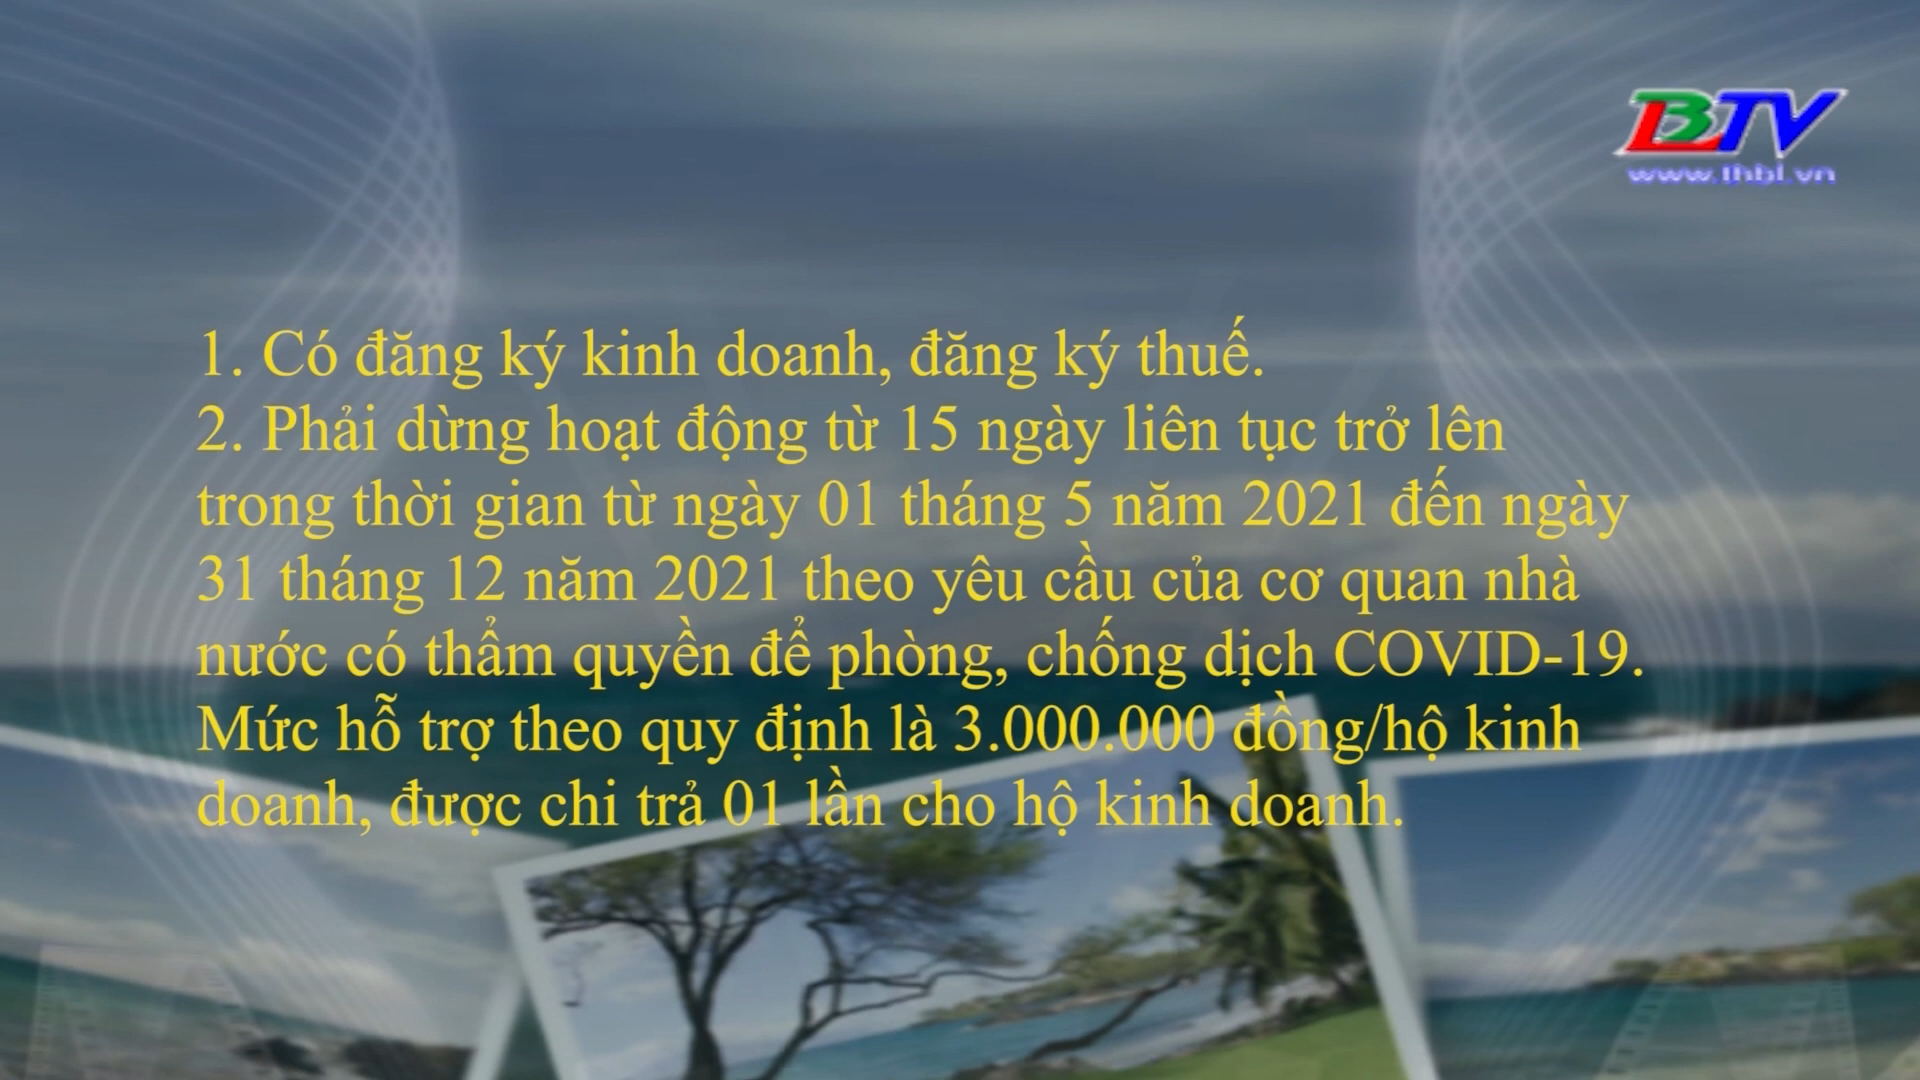 BTV
1. Có đăng ký kinh doanh, đăng ký thuế.
2. Phải dừng hoạt động từ 15 ngày liên tục trở lên
trong thời gian từ ngày 01 tháng 5 năm 2021 đến ngày
31 tháng 12 năm 2021 theo yêu cầu của cơ quan nhà
nước có thẩm quyền để phòng, chống dịch COVID-19.
Mức hỗ trợ theo quy định là 3.000.000 đồng/hộ kinh
doanh, được chi trả 01 lần cho hộ kinh doanh.